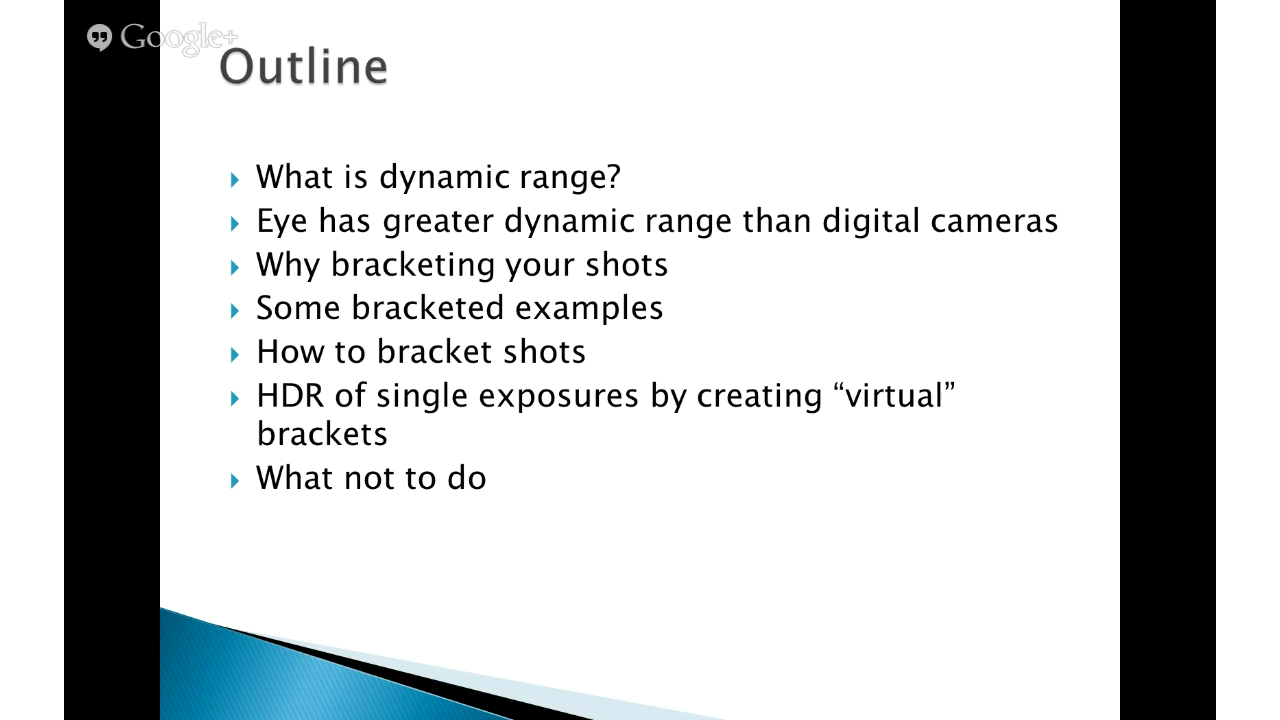 Google+
Outline
What is dynamic range?
Eye has greater dynamic range than digital cameras
Why bracketing your shots
Some bracketed examples
How to bracket shots
HDR of single exposures by creating “virtual”
brackets
What not to do